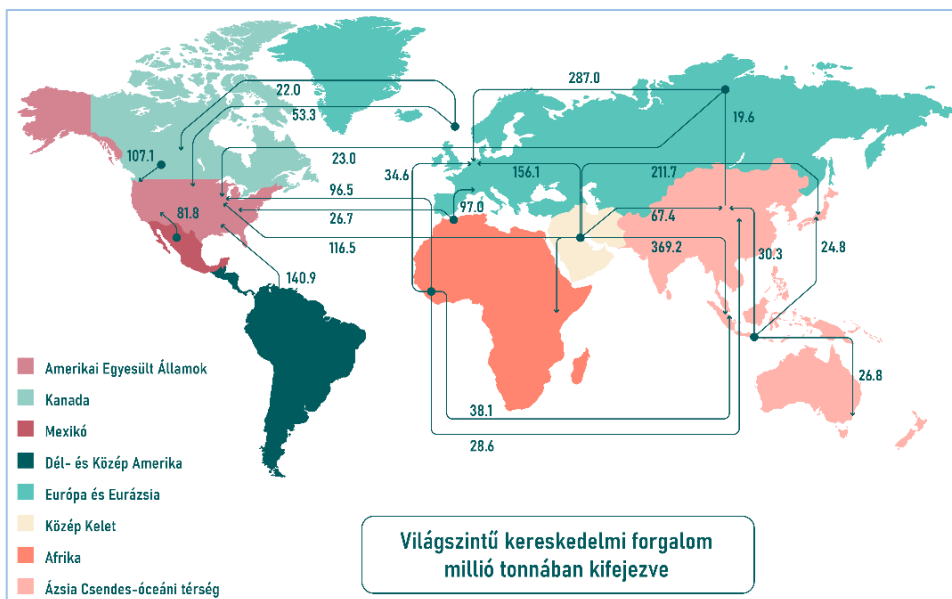 287.0
22.0
53.3
19.6
107.1
23.0
34.6
156.1
211.7
96.5
97.0
81.8
26.7
67.4
116.5
369.2
30.3
24.8
140.9
Amerikai Egyesült Államok
26.8
Kanada
38.1
Mexikó
28.6
Dél- és Közép Amerika
Európa és Eurázsia
Közép Kelet
Afrika
Ázsia Csendes-óceáni térség
Világszintű kereskedelmi forgalom
millió tonnában kifejezve